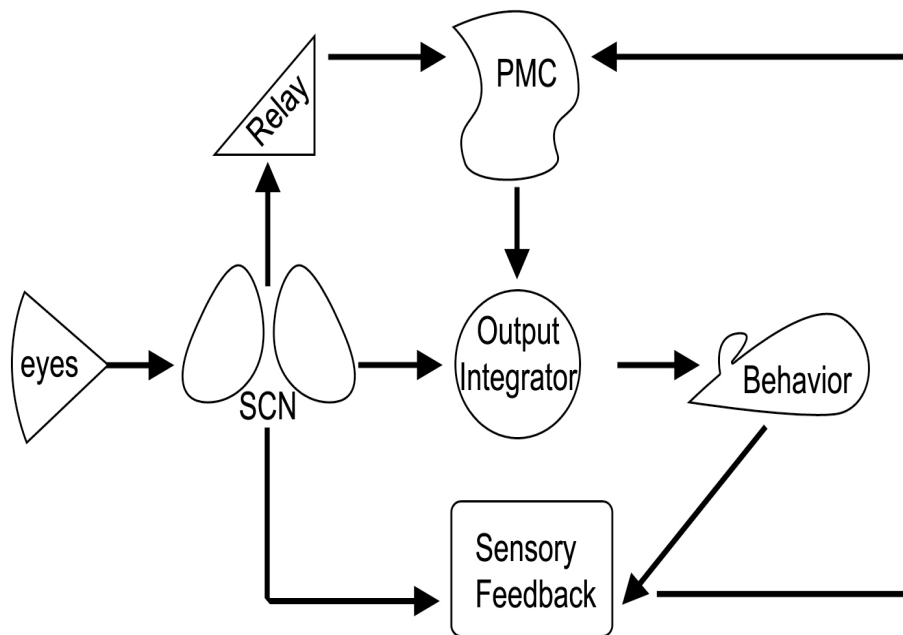 Relay
PMC
eyes
SCN
Output
Integrator
Behavior
Sensory
Feedback